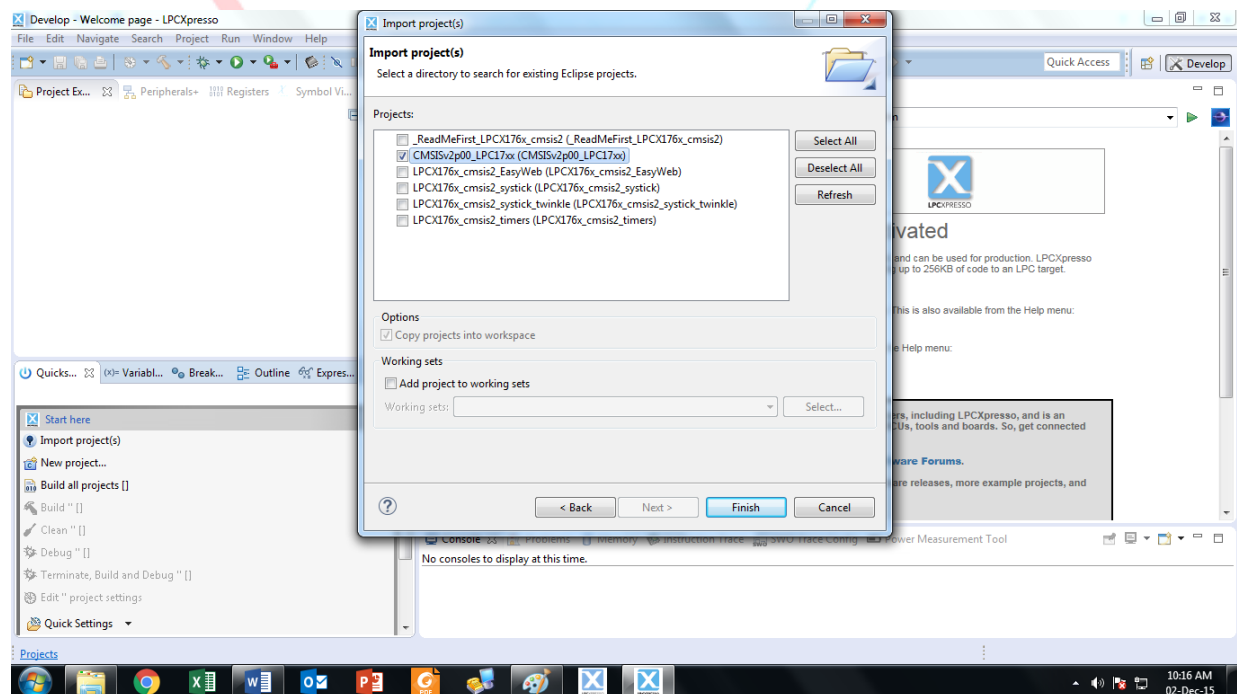 Develop - Welcome page - LPCXpresso
File Edit Navigate Search Project Run Window Help
Quick Access
Develop
Project Ex... Peripherals+ Registers Symbol Vi...
Import project(s)
Import project(s)
Select a directory to search for existing Eclipse projects.
Projects:
_ReadMeFirst_LPCX176x_cmsis2 (_ReadMeFirst_LPCX176x_cmsis2)
CMSISv2p00_LPC17xx (CMSISv2p00_LPC17xx)
LPCX176x_cmsis2_EasyWeb (LPCX176x_cmsis2_EasyWeb)
LPCX176x_cmsis2_systick (LPCX176x_cmsis2_systick)
LPCX176x_cmsis2_systick_twinkle (LPCX176x_cmsis2_systick_twinkle)
LPCX176x_cmsis2_timers (LPCX176x_cmsis2_timers)
Select All
Deselect All
Refresh
Options
Copy projects into workspace
Working sets
Add project to working sets
Working sets:
Select...
< Back Next > Finish Cancel
LPCXPRESSO
ivated
and can be used for production. LPCXpresso
up to 256KB of code to an LPC target.
This is also available from the Help menu:
e Help menu:
ers, including LPCXpresso, and is an
CUs, tools and boards. So, get connected
ware Forums.
are releases, more example projects, and
Quicks... (x)= Variabl... Break... Outline Expres...
Start here
Import project(s)
New project...
Build all projects []
Build '' []
Clean '' []
Debug '' []
Terminate, Build and Debug '' []
Edit '' project settings
Quick Settings
Console Problems Memory Instruction Trace SWO Trace Config Power Measurement Tool
No consoles to display at this time.
Projects
10:16 AM
02-Dec-15